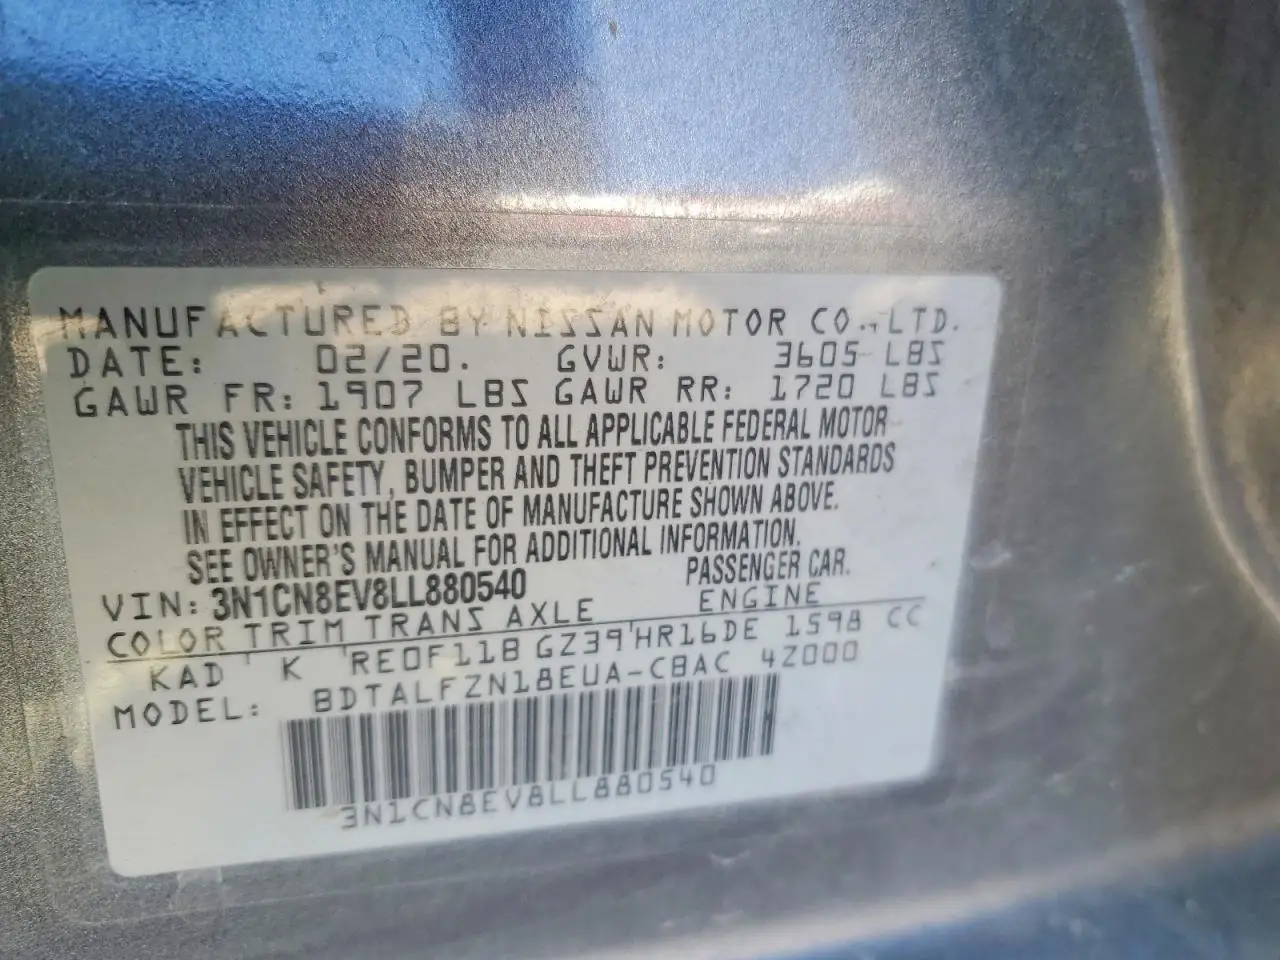 MANUFACTURED BY NISSAN MOTOR CO., LTD.
DATE: 02/20. GVWR: 3605 LBS
GAWR FR: 1907 LBS GAWR RR: 1720 LBS
THIS VEHICLE CONFORMS TO ALL APPLICABLE FEDERAL MOTOR
VEHICLE SAFETY, BUMPER AND THEFT PREVENTION STANDARDS
IN EFFECT ON THE DATE OF MANUFACTURE SHOWN ABOVE.
SEE OWNER'S MANUAL FOR ADDITIONAL INFORMATION.
VIN: 3N1CN8EV8LL880540 PASSENGER CAR.
COLOR TRIM TRANS AXLE ENGINE
KAD K RE0F11B GZ39 HR16DE 1598 CC
MODEL: BDTALFZN18EUA-CBAC 4Z000
3N1CN8EV8LL880540